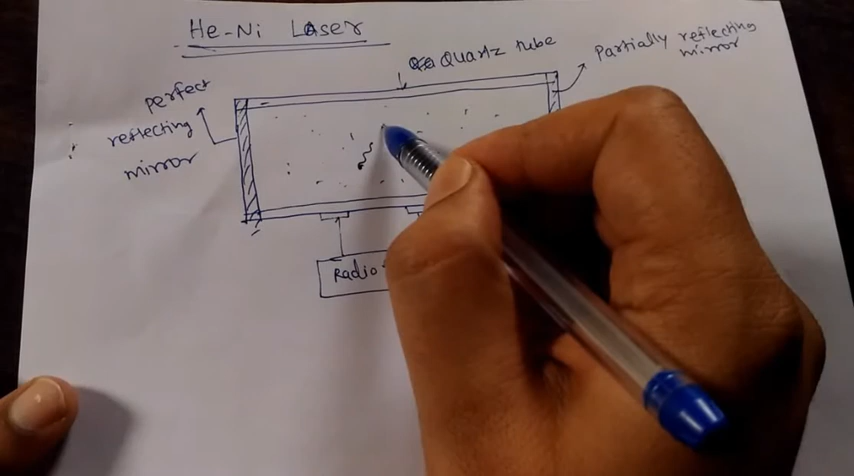 He-Ni Laser
Quartz tube
Partially reflecting
mirror
perfect
reflecting
mirror
Radio